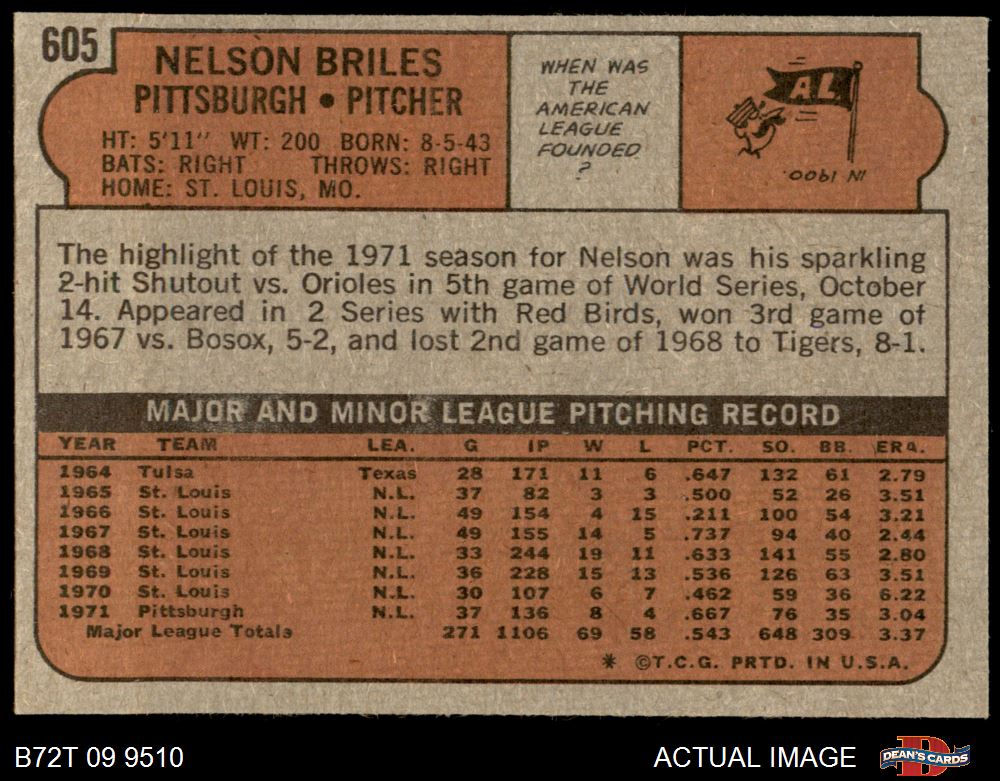 605
NELSON BRILES
PITTSBURGH • PITCHER
HT: 5'11" WT: 200 BORN: 8-5-43
BATS: RIGHT THROWS: RIGHT
HOME: ST. LOUIS, MO.
WHEN WAS
THE
AMERICAN
LEAGUE
FOUNDED
?
AL
IN 1900.
The highlight of the 1971 season for Nelson was his sparkling
2-hit Shutout vs. Orioles in 5th game of World Series, October
14. Appeared in 2 Series with Red Birds, won 3rd game of
1967 vs. Bosox, 5-2, and lost 2nd game of 1968 to Tigers, 8-1.
MAJOR AND MINOR LEAGUE PITCHING RECORD
YEAR TEAM LEA. G IP W L PCT. SO. BB. ERA.
1964 Tulsa Texas 28 171 11 6 .647 132 61 2.79
1965 St. Louis N.L. 37 82 3 3 .500 52 26 3.51
1966 St. Louis N.L. 49 154 4 15 .211 100 54 3.21
1967 St. Louis N.L. 49 155 14 5 .737 94 40 2.44
1968 St. Louis N.L. 33 244 19 11 .633 141 55 2.80
1969 St. Louis N.L. 36 228 15 13 .536 126 63 3.51
1970 St. Louis N.L. 30 107 6 7 .462 59 36 6.22
1971 Pittsburgh N.L. 37 136 8 4 .667 76 35 3.04
Major League Totals 271 1106 69 58 .543 648 309 3.37
* ©T.C.G. PRTD. IN U.S.A.
B72T 09 9510
ACTUAL IMAGE
DEAN'S CARDS